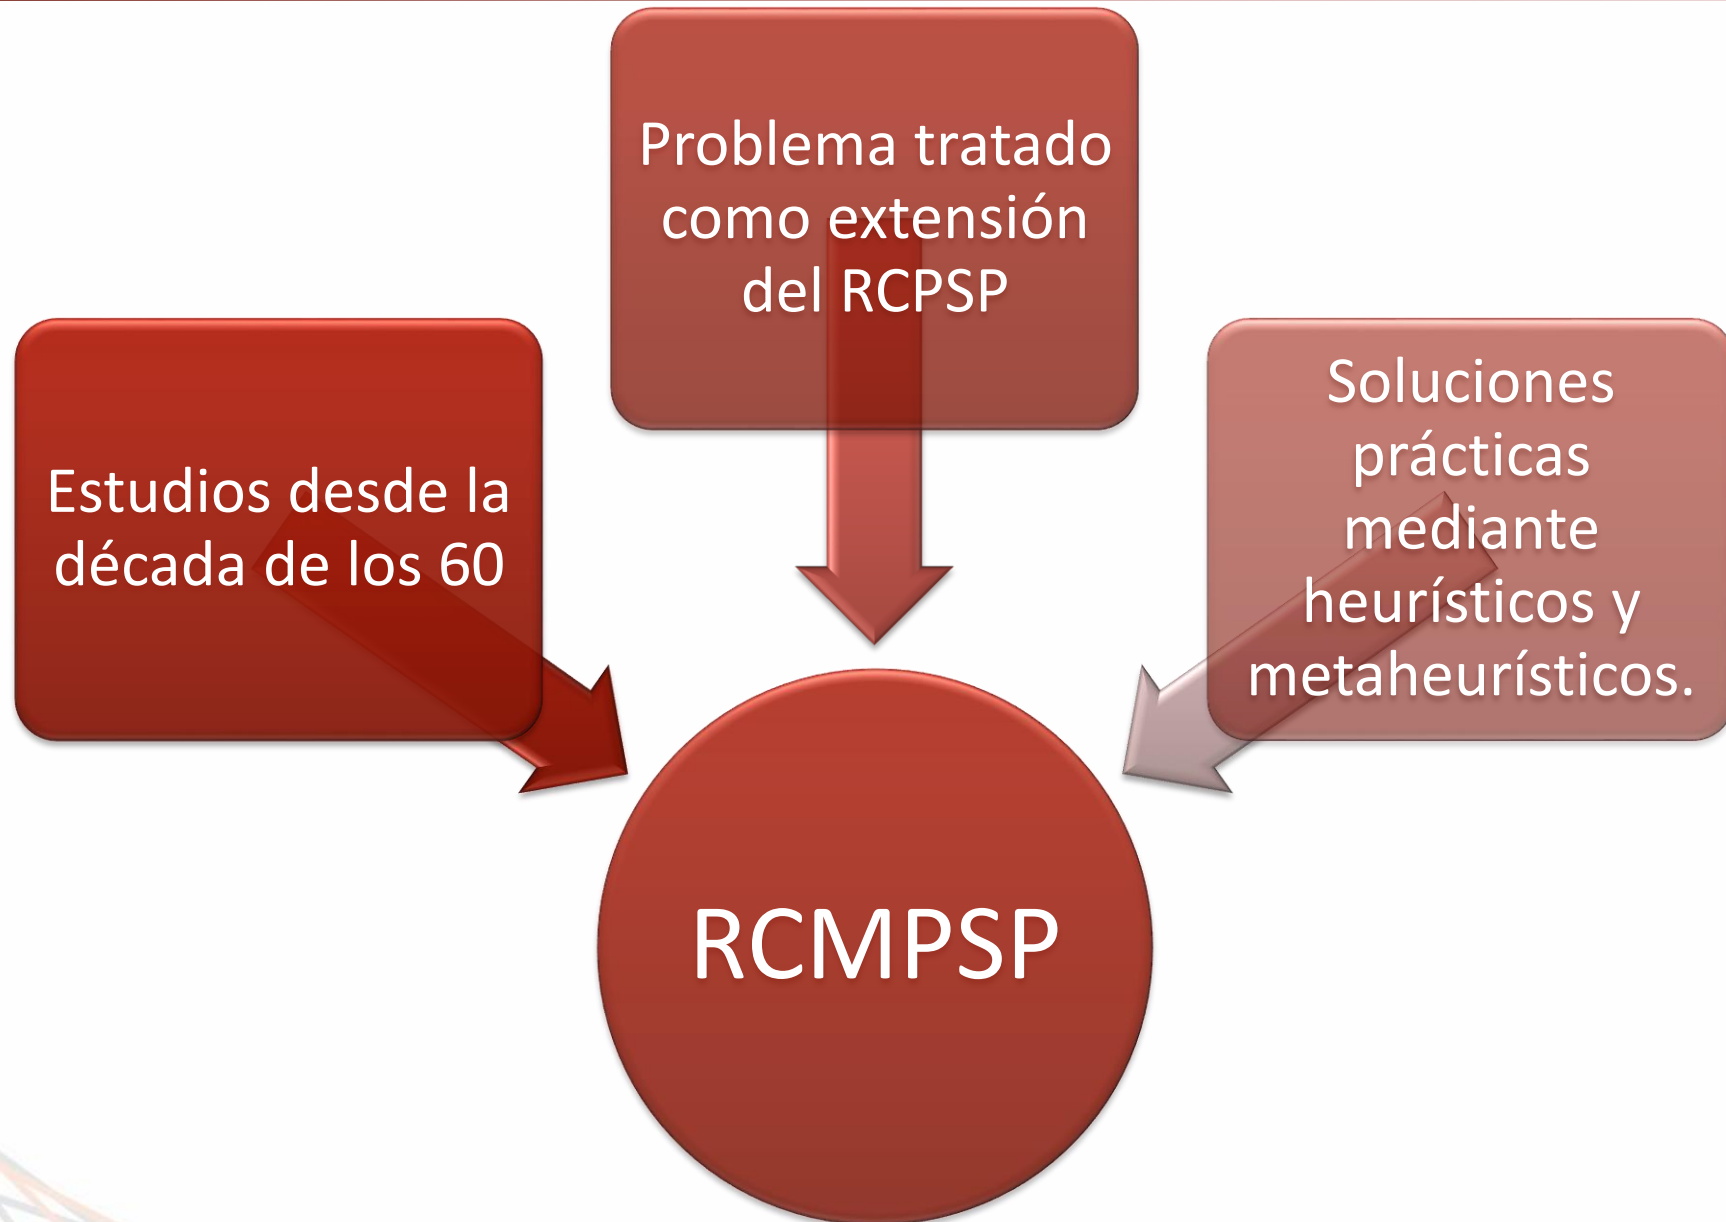 Problema tratado
como extensión
del RCPSP
Estudios desde la
década de los 60
Soluciones
prácticas
mediante
heurísticos y
metaheurísticos.
RCMPSP